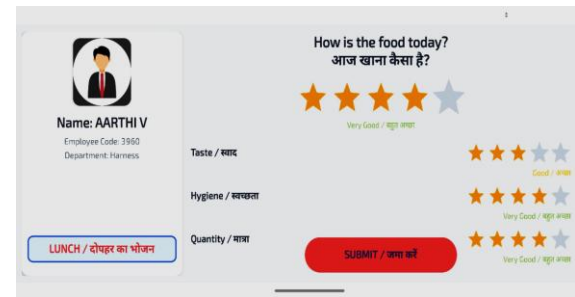 How is the food today?
आज खाना कैसा है?
Very Good / बहुत अच्छा
Name: AARTHI V
Employee Code: 3960
Department: Harness
LUNCH / दोपहर का भोजन
Taste / स्वाद
Good / अच्छा
Hygiene / स्वच्छता
Very Good / बहुत अच्छा
Quantity / मात्रा
Very Good / बहुत अच्छा
SUBMIT / जमा करें